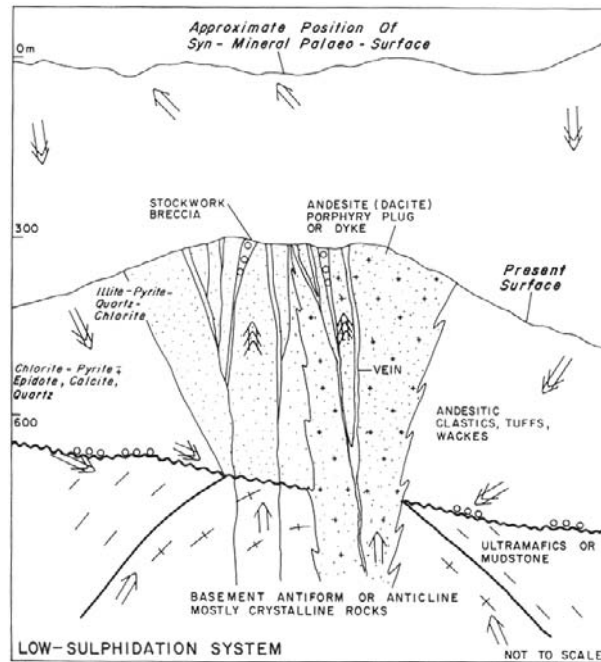 Approximate Position Of
Syn-Mineral Palaeo-Surface
0m
STOCKWORK
BRECCIA
ANDESITE (DACITE)
PORPHYRY PLUG
OR DYKE
300
Present
Surface
Illite-Pyrite-
Quartz-
Chlorite
Chlorite-Pyrite±
Epidote, Calcite,
Quartz
VEIN
600
ANDESITIC
CLASTICS, TUFFS,
WACKES
ULTRAMAFICS OR
MUDSTONE
BASEMENT ANTIFORM OR ANTICLINE
MOSTLY CRYSTALLINE ROCKS
LOW-SULPHIDATION SYSTEM
NOT TO SCALE